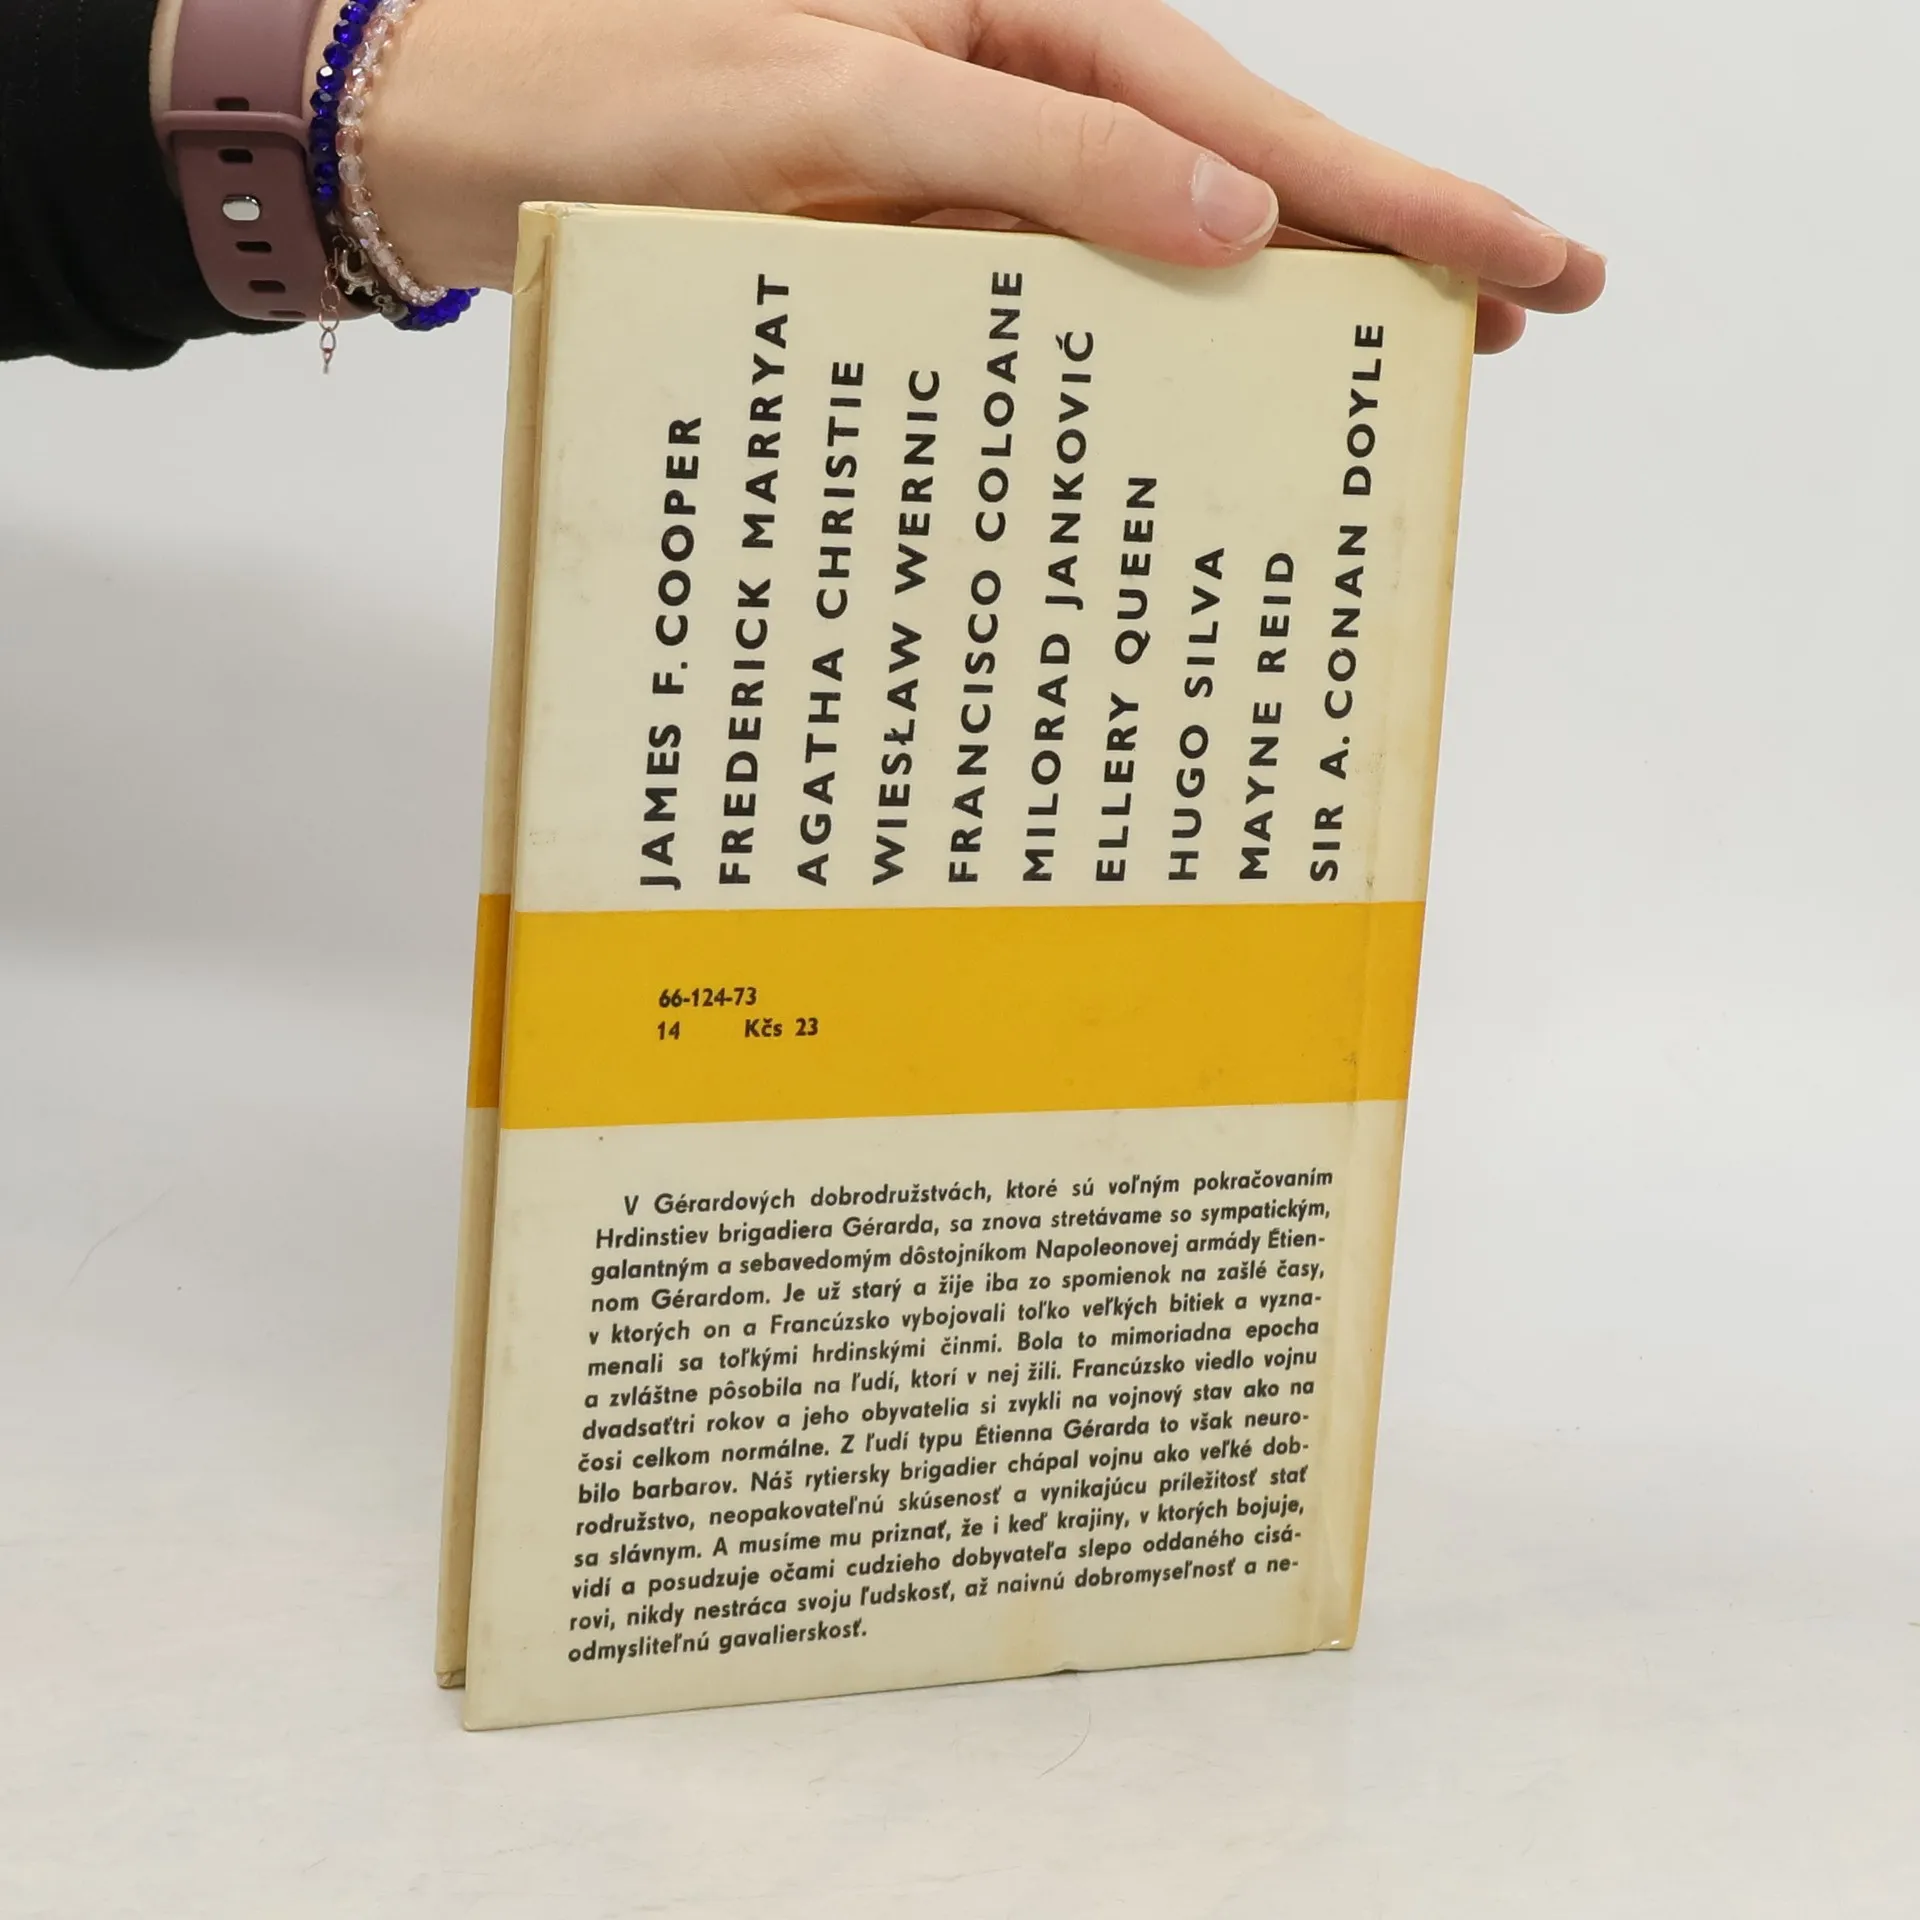 JAMES F. COOPER
FREDERICK MARRYAT
AGATHA CHRISTIE
WIESŁAW WERNIC
FRANCISCO COLOANE
MILORAD JANKOVIĆ
ELLERY QUEEN
HUGO SILVA
MAYNE REID
SIR A. CONAN DOYLE
66-124-73
14 Kčs 23
V Gérardových dobrodružstvách, ktoré sú voľným pokračovaním
Hrdinstiev brigadiera Gérarda, sa znova stretávame so sympatickým,
galantným a sebavedomým dôstojníkom Napoleonovej armády Étien-
nom Gérardom. Je už starý a žije iba zo spomienok na zašlé časy,
v ktorých on a Francúzsko vybojovali toľko veľkých bitiek a vyzna-
menali sa toľkými hrdinskými činmi. Bola to mimoriadna epocha
a zvláštne pôsobila na ľudí, ktorí v nej žili. Francúzsko viedlo vojnu
dvadsaťtri rokov a jeho obyvatelia si zvykli na vojnový stav ako na
čosi celkom normálne. Z ľudí typu Étienna Gérarda to však neuro-
bilo barbarov. Náš rytiersky brigadier chápal vojnu ako veľké dob-
rodružstvo, neopakovateľnú skúsenosť a vynikajúcu príležitosť stať
sa slávnym. A musíme mu priznať, že i keď krajiny, v ktorých bojuje,
vidí a posudzuje očami cudzieho dobyvateľa slepo oddaného cisá-
rovi, nikdy nestráca svoju ľudskosť, až naivnú dobromyseľnosť a ne-
odmysliteľnú gavalierskosť.